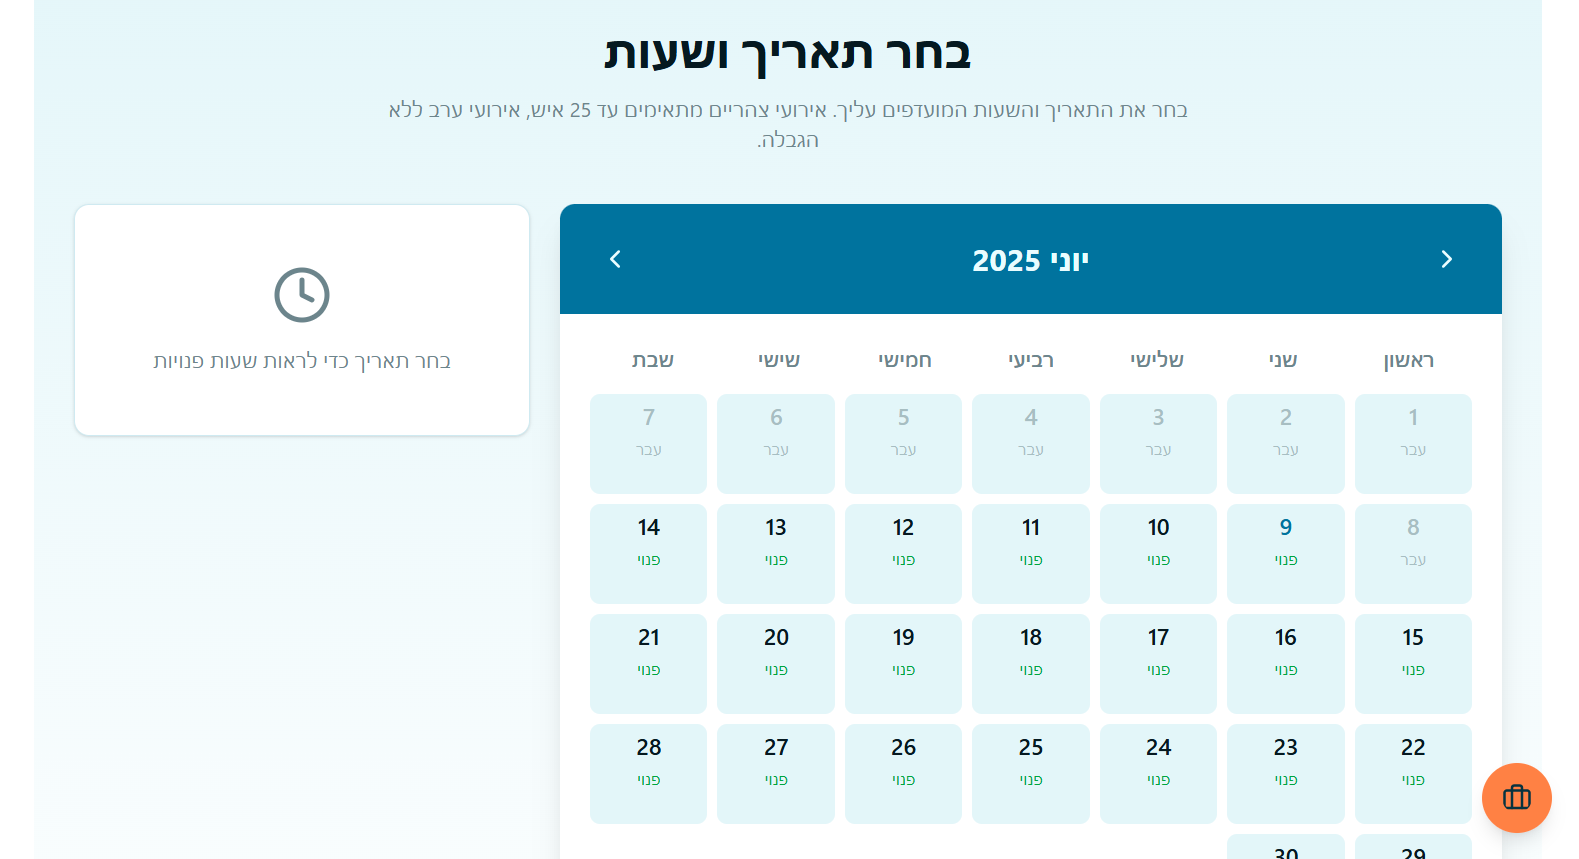 בחר תאריך ושעות
בחר את התאריך והשעות המועדפים עליך. אירועי צהריים מתאימים עד 25 איש, אירועי ערב ללא
הגבלה.
יוני 2025
ראשון שני שלישי רביעי חמישי שישי שבת
1 2 3 4 5 6 7
עבר עבר עבר עבר עבר עבר עבר
8 9 10 11 12 13 14
עבר פנוי פנוי פנוי פנוי פנוי פנוי
15 16 17 18 19 20 21
פנוי פנוי פנוי פנוי פנוי פנוי פנוי
22 23 24 25 26 27 28
פנוי פנוי פנוי פנוי פנוי פנוי פנוי
29 30
בחר תאריך כדי לראות שעות פנויות